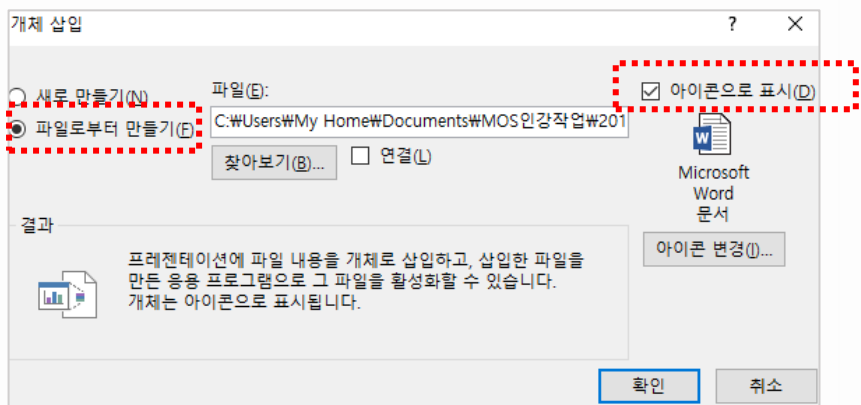 개체 삽입 ? ×
새로 만들기(N)
파일(E):
아이콘으로 표시(D)
파일로부터 만들기(F)
C:₩Users₩My Home₩Documents₩MOS인강작업₩201
찾아보기(B)...
연결(L)
W
Microsoft
Word
문서
아이콘 변경(I)...
결과
프레젠테이션에 파일 내용을 개체로 삽입하고, 삽입한 파일을
만든 응용 프로그램으로 그 파일을 활성화할 수 있습니다.
개체는 아이콘으로 표시됩니다.
확인
취소